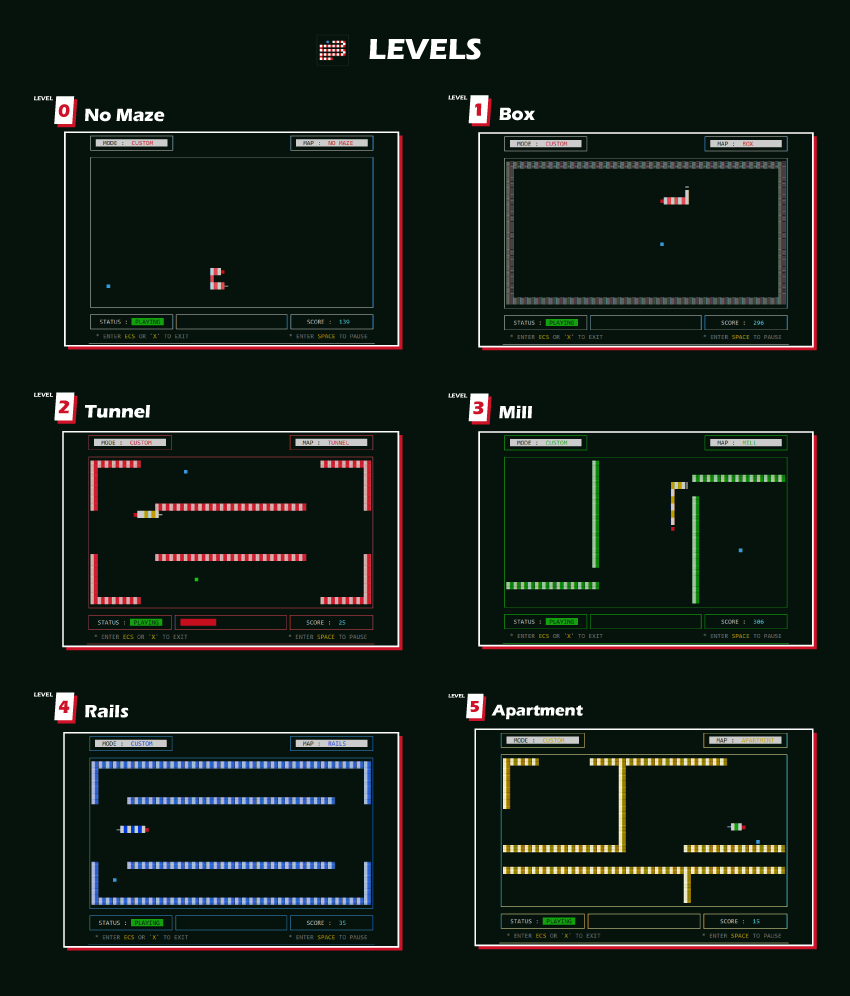 LEVELS
LEVEL 0 No Maze
MODE : CUSTOM MAP : NO MAZE
STATUS : PLAYING SCORE : 139
* ENTER ECS OR 'X' TO EXIT * ENTER SPACE TO PAUSE
LEVEL 1 Box
MODE : CUSTOM MAP : BOX
STATUS : PLAYING SCORE : 296
* ENTER ECS OR 'X' TO EXIT * ENTER SPACE TO PAUSE
LEVEL 2 Tunnel
MODE : CUSTOM MAP : TUNNEL
STATUS : PLAYING SCORE : 25
* ENTER ECS OR 'X' TO EXIT * ENTER SPACE TO PAUSE
LEVEL 3 Mill
MODE : CUSTOM MAP : MILL
STATUS : PLAYING SCORE : 306
* ENTER ECS OR 'X' TO EXIT * ENTER SPACE TO PAUSE
LEVEL 4 Rails
MODE : CUSTOM MAP : RAILS
STATUS : PLAYING SCORE : 35
* ENTER ECS OR 'X' TO EXIT * ENTER SPACE TO PAUSE
LEVEL 5 Apartment
MODE : CUSTOM MAP : APARTMENT
STATUS : PLAYING SCORE : 15
* ENTER ECS OR 'X' TO EXIT * ENTER SPACE TO PAUSE